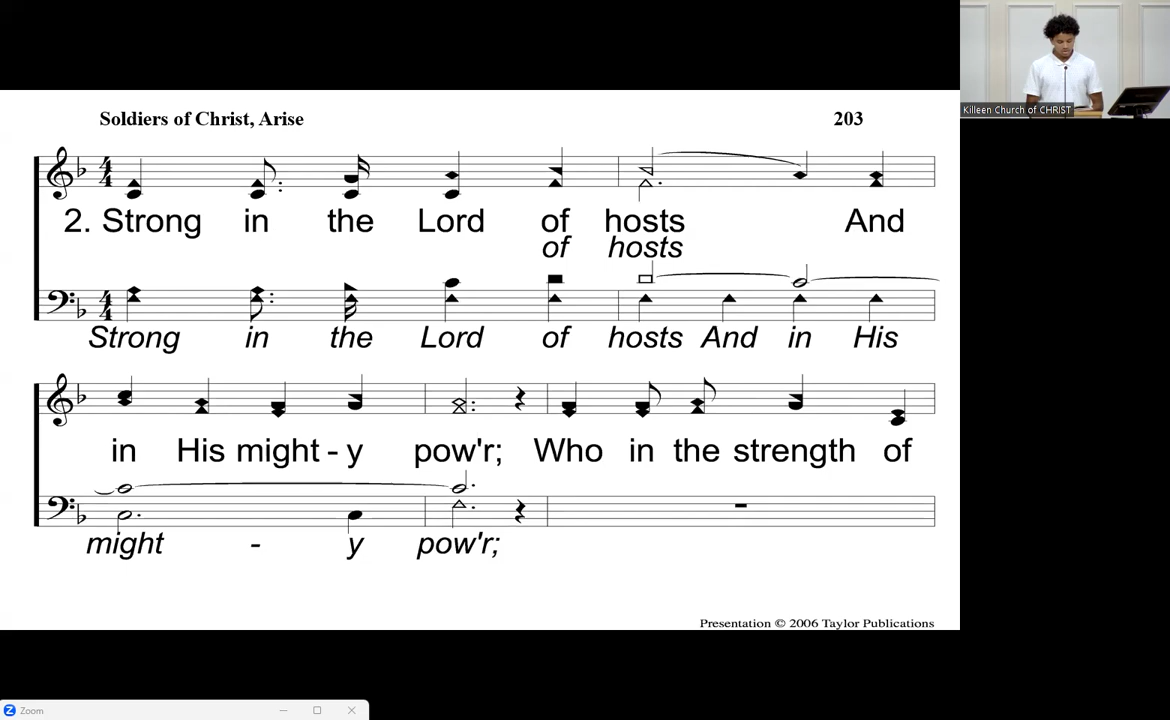 Soldiers of Christ, Arise 203
2. Strong in the Lord of hosts And
of hosts
Strong in the Lord of hosts And in His
in His might - y pow'r; Who in the strength of
might - y pow'r;
Presentation © 2006 Taylor Publications
Killeen Church of CHRIST
Zoom